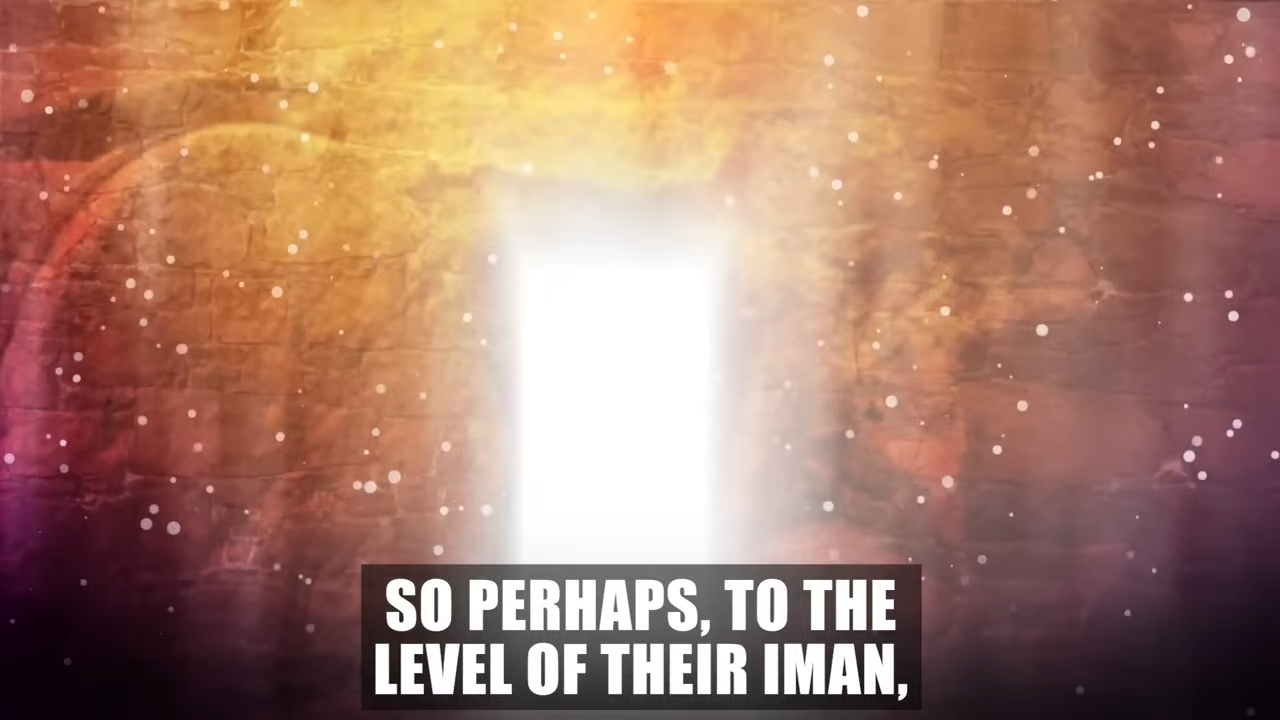 SO PERHAPS, TO THE
LEVEL OF THEIR IMAN,